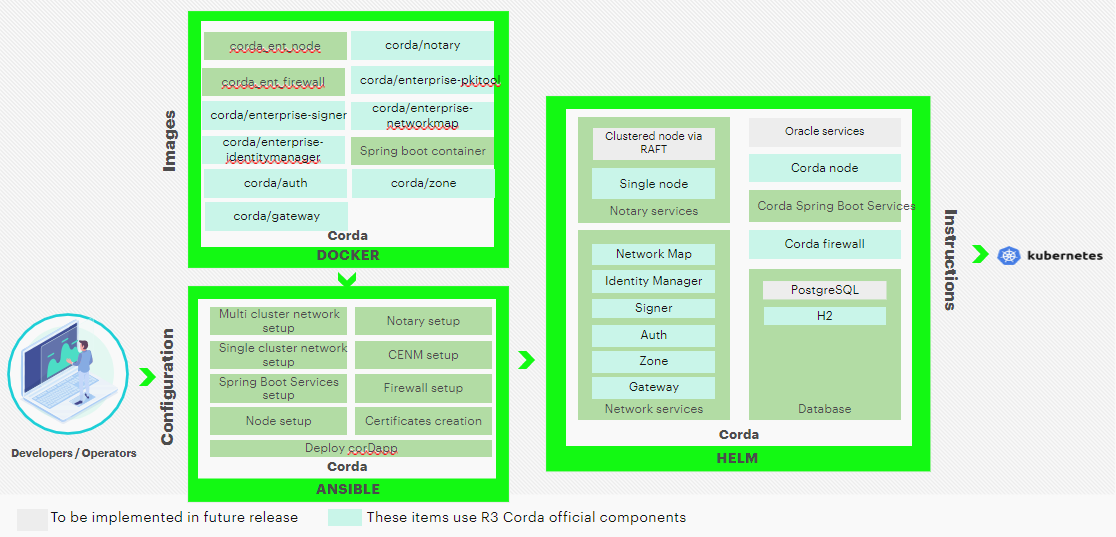 Images
corda_ent_node
corda/notary
corda_ent_firewall
corda/enterprise-pkitool
corda/enterprise-signer
corda/enterprise-
networkmap
corda/enterprise-
identitymanager
Spring boot container
corda/auth
corda/zone
corda/gateway
Corda
DOCKER
Developers / Operators
Configuration
Multi cluster network
setup
Notary setup
Single cluster network
setup
CENM setup
Spring Boot Services
setup
Firewall setup
Node setup
Certificates creation
Deploy corDapp
Corda
ANSIBLE
Clustered node via
RAFT
Single node
Notary services
Network Map
Identity Manager
Signer
Auth
Zone
Gateway
Network services
Oracle services
Corda node
Corda Spring Boot Services
Corda firewall
PostgreSQL
H2
Database
Corda
HELM
Instructions
kubernetes
To be implemented in future release
These items use R3 Corda official components